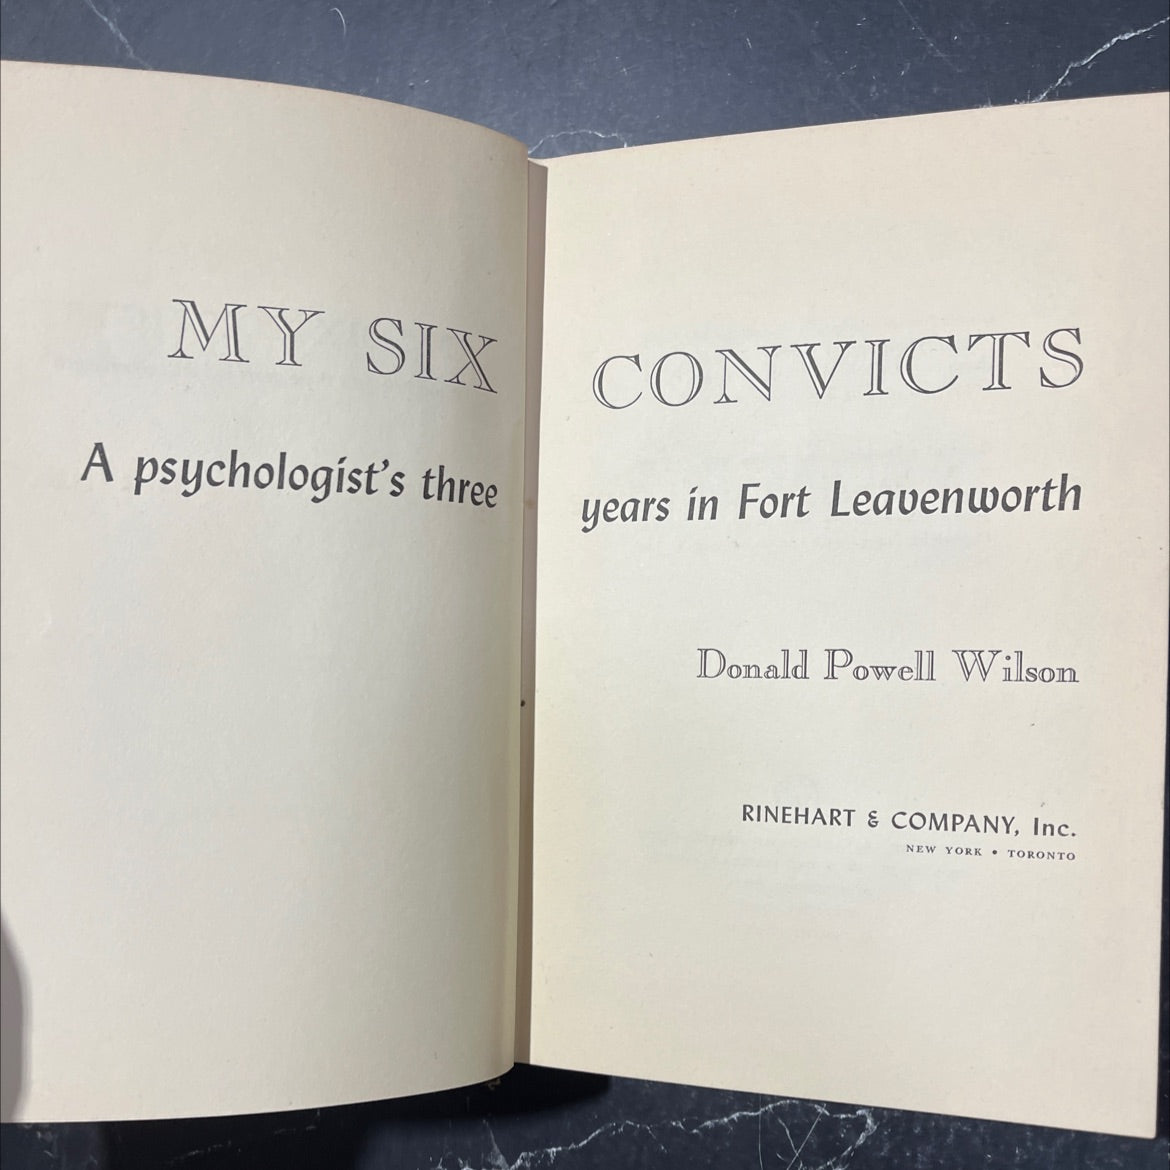 MY SIX CONVICTS
A psychologist's three years in Fort Leavenworth
Donald Powell Wilson
RINEHART & COMPANY, Inc.
NEW YORK • TORONTO